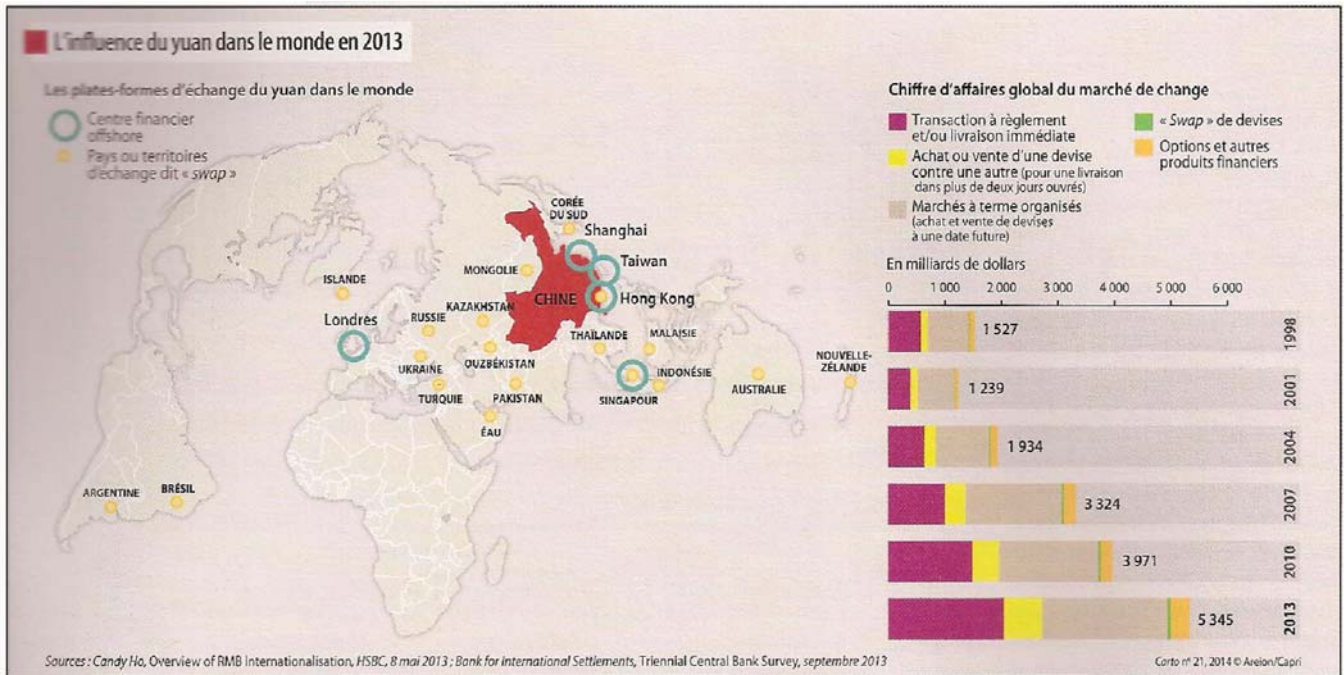 L'influence du yuan dans le monde en 2013
Les plates-formes d'échange du yuan dans le monde
Centre financier
offshore
Pays ou territoires
d'échange dit « swap »
CORÉE
DU SUD
Shanghai
Taiwan
MONGOLIE
CHINE
Hong Kong
ISLANDE
Londres
RUSSIE
KAZAKHSTAN
THAÏLANDE
MALAISIE
UKRAINE
OUZBÉKISTAN
NOUVELLE-
ZÉLANDE
TURQUIE
PAKISTAN
SINGAPOUR
INDONÉSIE
AUSTRALIE
ÉAU
ARGENTINE
BRÉSIL
Chiffre d'affaires global du marché de change
Transaction à règlement
et/ou livraison immédiate
Achat ou vente d'une devise
contre une autre (pour une livraison
dans plus de deux jours ouvrés)
Marchés à terme organisés
(achat et vente de devises
à une date future)
« Swap » de devises
Options et autres
produits financiers
En milliards de dollars
0 1 000 2 000 3 000 4 000 5 000 6 000
1 527 1998
1 239 2001
1 934 2004
3 324 2007
3 971 2010
5 345 2013
Sources : Candy Ho, Overview of RMB Internationalisation, HSBC, 8 mai 2013 ; Bank for International Settlements, Triennial Central Bank Survey, septembre 2013
Carto n° 21, 2014 © Areion/Capri